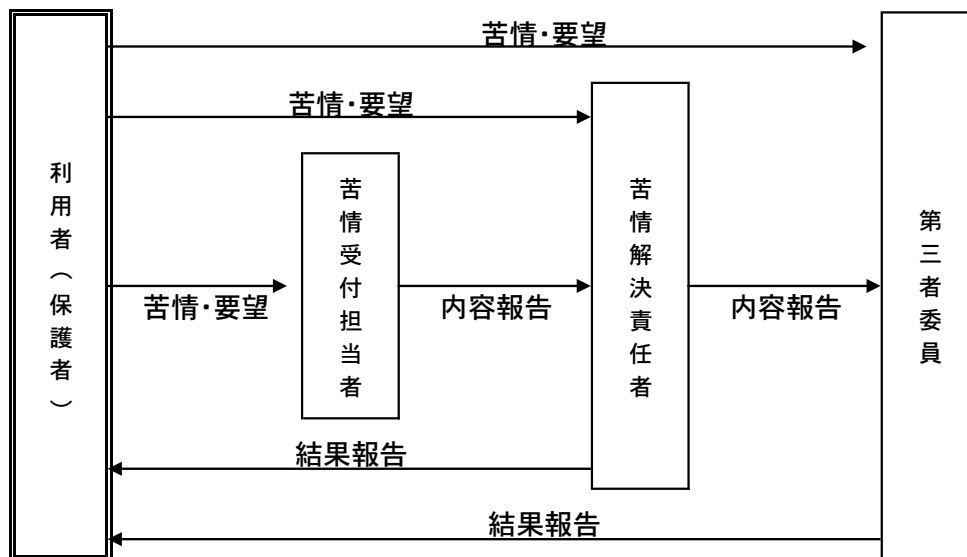 苦情・要望
苦情・要望
利用者（保護者）
苦情受付担当者
苦情解決責任者
第三者委員
苦情・要望
内容報告
内容報告
結果報告
結果報告